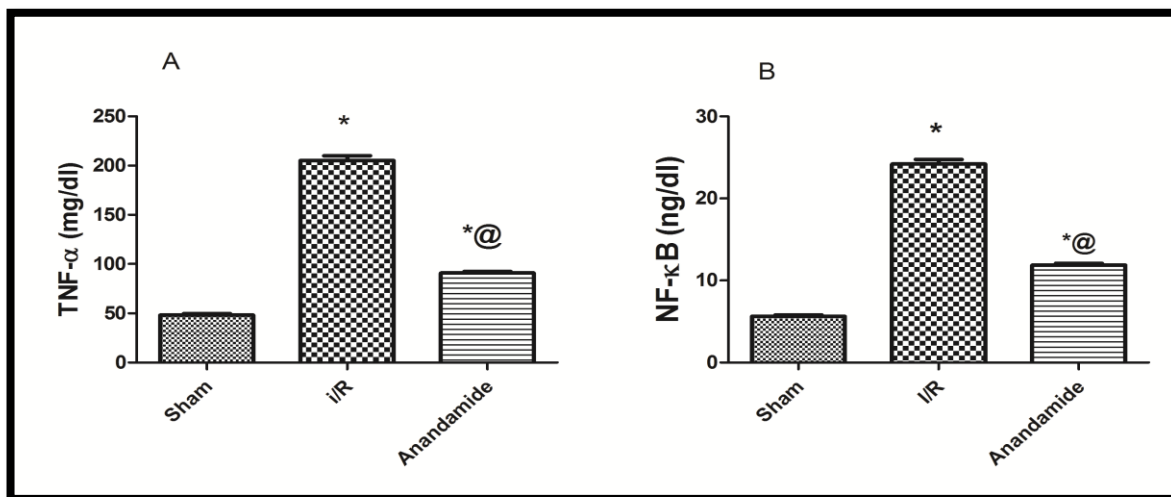 A
TNF-α (mg/dl)
250
200
150
100
50
0
*
*@
Sham
i/R
Anandamide
B
NF-κB (ng/dl)
30
20
10
0
*
*@
Sham
I/R
Anandamide